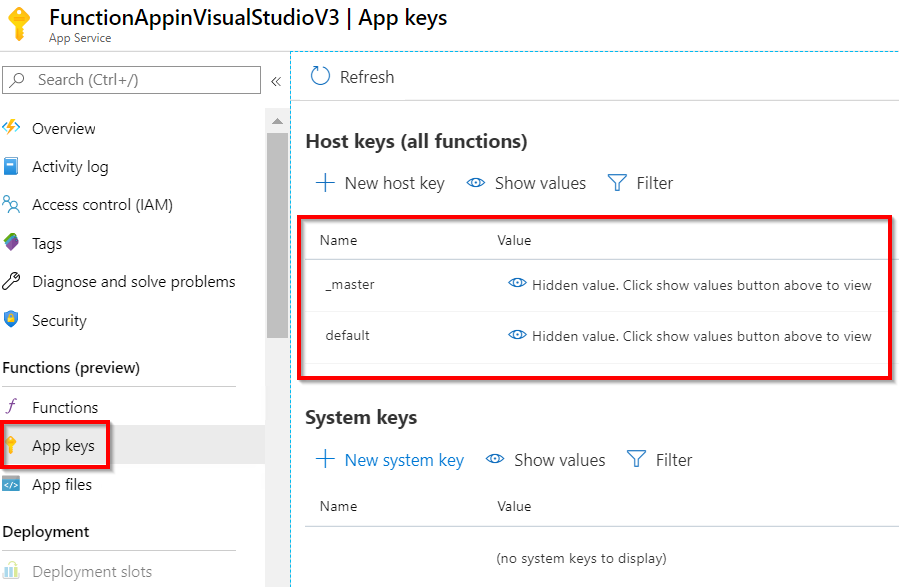 FunctionAppinVisualStudioV3 | App keys
App Service
Search (Ctrl+/)
«
Overview
Activity log
Access control (IAM)
Tags
Diagnose and solve problems
Security
Functions (preview)
Functions
App keys
App files
Deployment
Deployment slots
Refresh
Host keys (all functions)
New host key Show values Filter
Name Value
_master Hidden value. Click show values button above to view
default Hidden value. Click show values button above to view
System keys
New system key Show values Filter
Name Value
(no system keys to display)